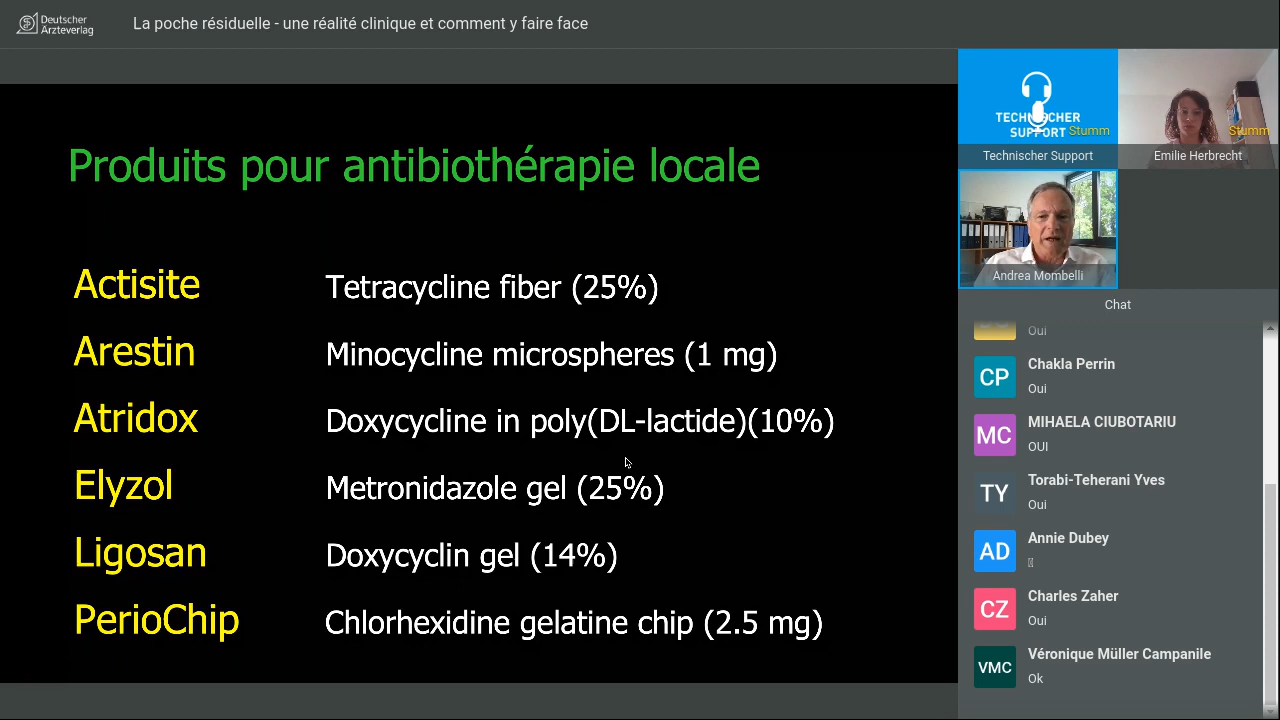 Deutscher
Ärzteverlag
La poche résiduelle - une réalité clinique et comment y faire face
Produits pour antibiothérapie locale
Actisite Tetracycline fiber (25%)
Arestin Minocycline microspheres (1 mg)
Atridox Doxycycline in poly(DL-lactide)(10%)
Elyzol Metronidazole gel (25%)
Ligosan Doxycyclin gel (14%)
PerioChip Chlorhexidine gelatine chip (2.5 mg)
TECHNISCHER
SUPPORT
Stumm
Technischer Support
Stumm
Emilie Herbrecht
Andrea Mombelli
Chat
Oui
CP
Chakla Perrin
Oui
MC
MIHAELA CIUBOTARIU
OUI
TY
Torabi-Teherani Yves
Oui
AD
Annie Dubey
CZ
Charles Zaher
Oui
VMC
Véronique Müller Campanile
Ok